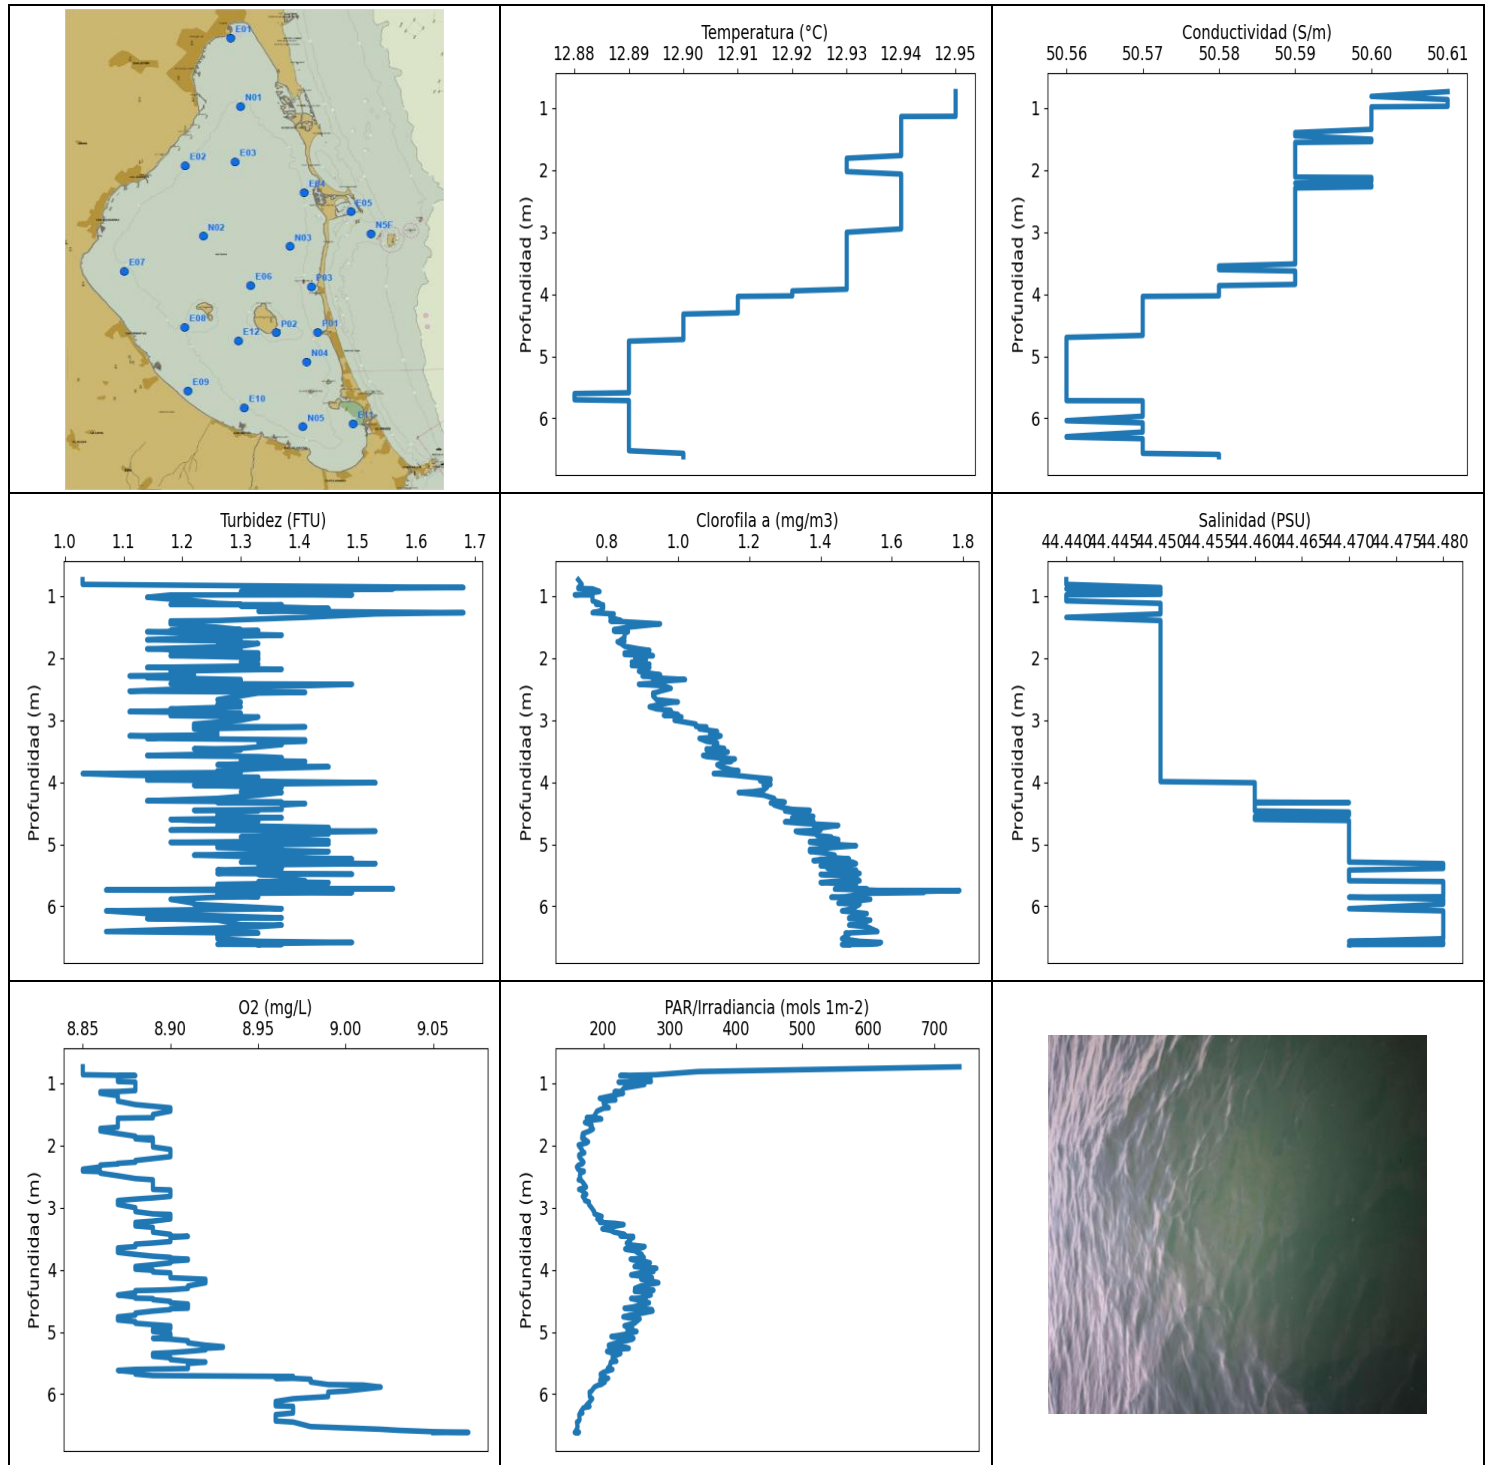 E01
N01
E02
E03
E04
E05
N5F
N02
N03
E07
E06
P03
E08
P02
P01
E12
N04
E09
E10
N05
E11
Temperatura (°C)
12.88 12.89 12.90 12.91 12.92 12.93 12.94 12.95
Profundidad (m)
1
2
3
4
5
6
Conductividad (S/m)
50.56 50.57 50.58 50.59 50.60 50.61
Profundidad (m)
1
2
3
4
5
6
Turbidez (FTU)
1.0 1.1 1.2 1.3 1.4 1.5 1.6 1.7
Profundidad (m)
1
2
3
4
5
6
Clorofila a (mg/m3)
0.8 1.0 1.2 1.4 1.6 1.8
Profundidad (m)
1
2
3
4
5
6
Salinidad (PSU)
44.440 44.445 44.450 44.455 44.460 44.465 44.470 44.475 44.480
Profundidad (m)
1
2
3
4
5
6
O2 (mg/L)
8.85 8.90 8.95 9.00 9.05
Profundidad (m)
1
2
3
4
5
6
PAR/Irradiancia (mols 1m-2)
200 300 400 500 600 700
Profundidad (m)
1
2
3
4
5
6